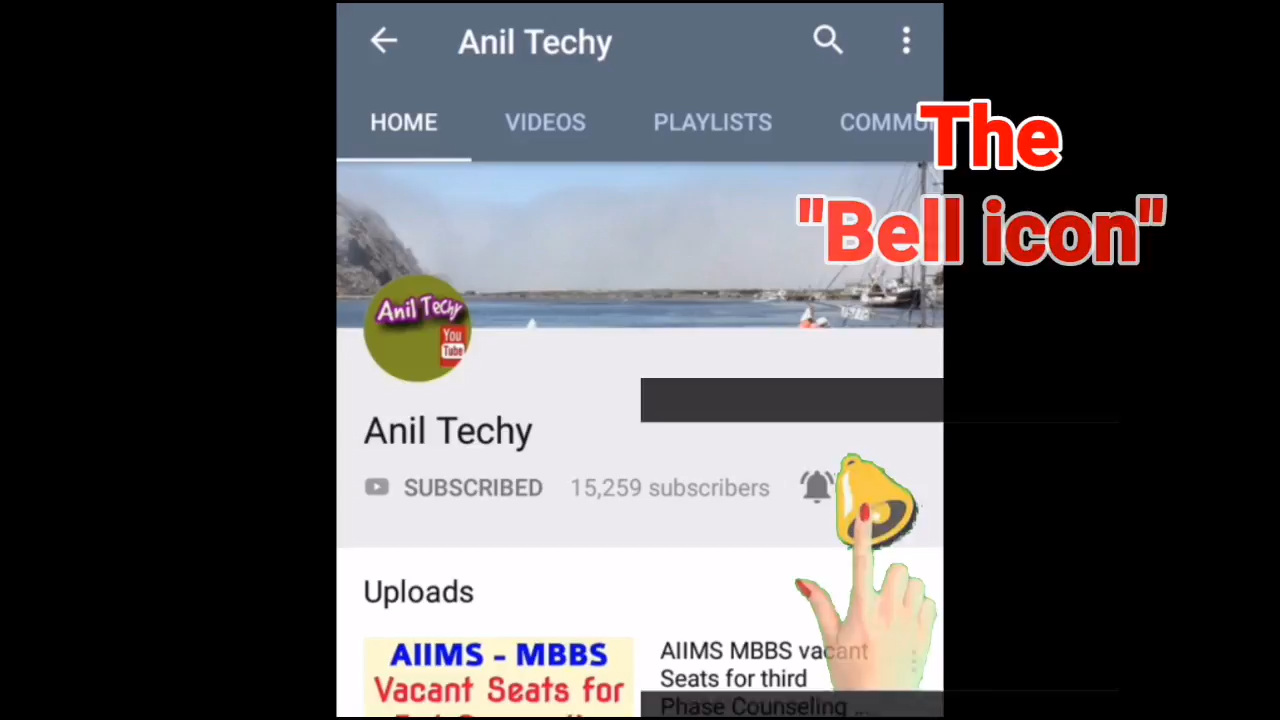 Anil Techy
HOME VIDEOS PLAYLISTS COMMU
The
"Bell icon"
Anil Techy
You
Tube
Anil Techy
SUBSCRIBED 15,259 subscribers
Uploads
AIIMS - MBBS
Vacant Seats for
AIIMS MBBS vacant
Seats for third
Phase Counseling ...